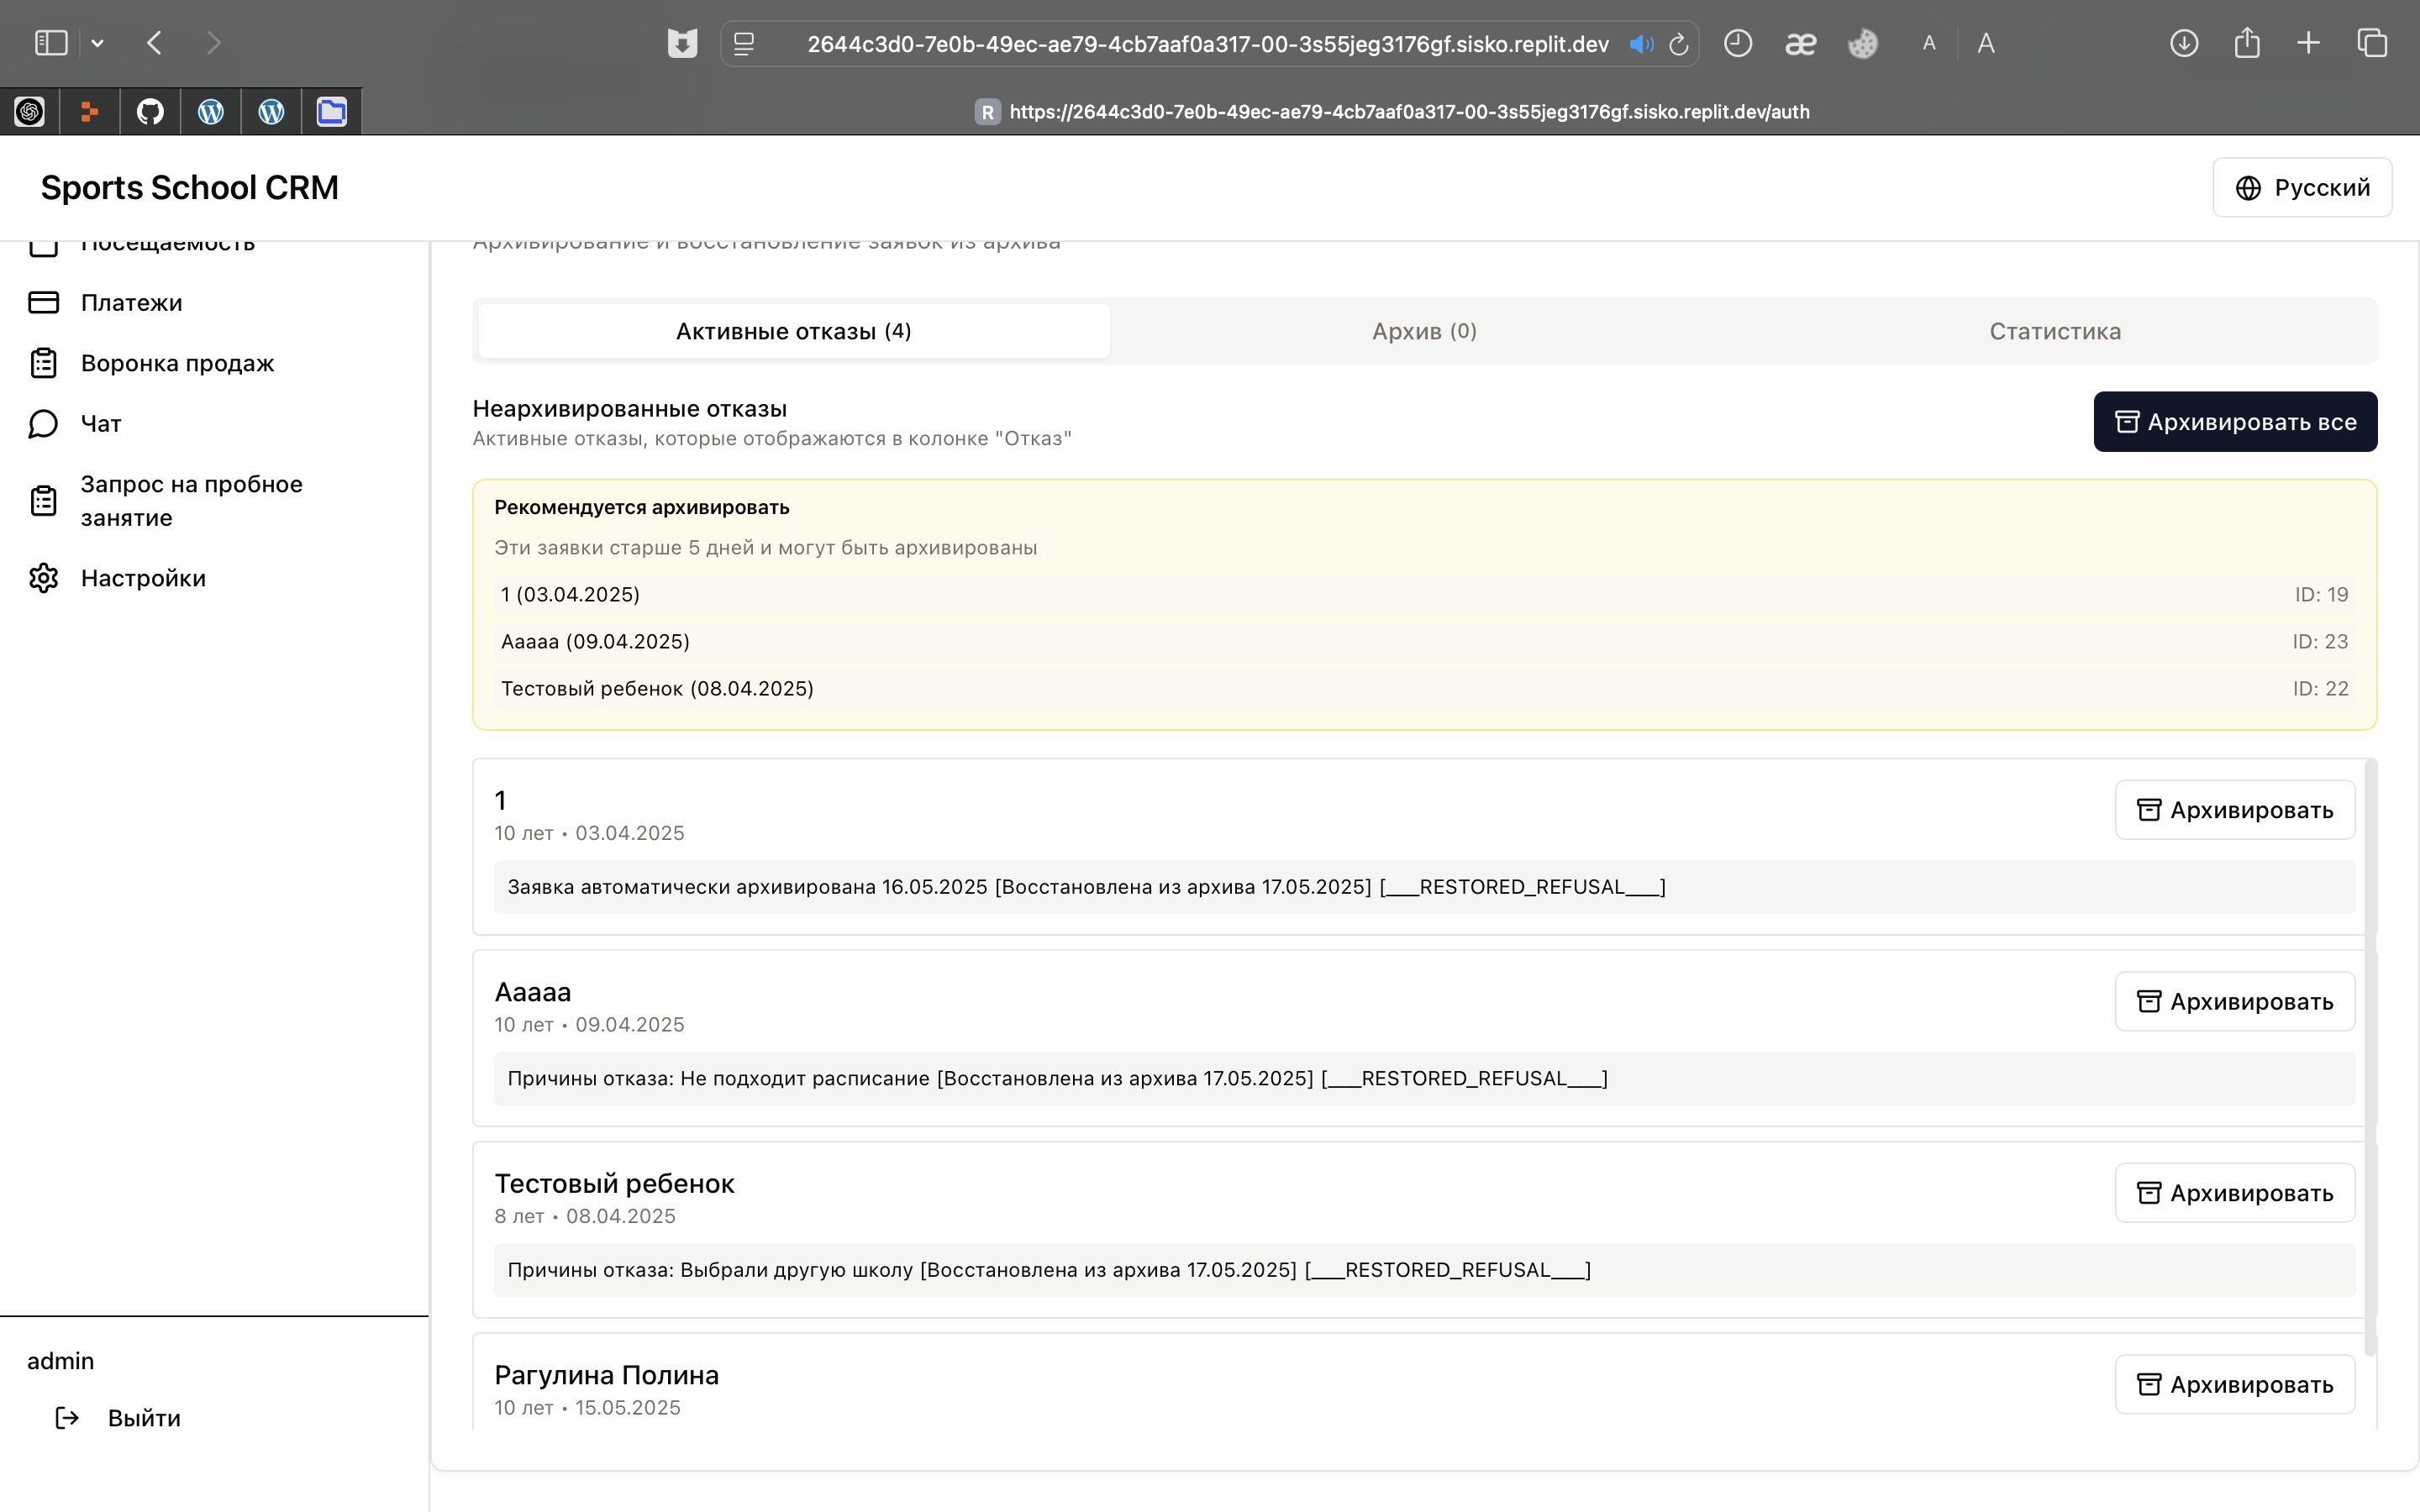 2644c3d0-7e0b-49ec-ae79-4cb7aaf0a317-00-3s55jeg3176gf.sisko.replit.dev
æ
A
A
R
https://2644c3d0-7e0b-49ec-ae79-4cb7aaf0a317-00-3s55jeg3176gf.sisko.replit.dev/auth
Sports School CRM
Русский
Посещаемость
Платежи
Воронка продаж
Чат
Запрос на пробное
занятие
Настройки
admin
Выйти
Архивирование и восстановление заявок из архива
Активные отказы (4)
Архив (0)
Статистика
Неархивированные отказы
Активные отказы, которые отображаются в колонке "Отказ"
Архивировать все
Рекомендуется архивировать
Эти заявки старше 5 дней и могут быть архивированы
1 (03.04.2025)
ID: 19
Ааааа (09.04.2025)
ID: 23
Тестовый ребенок (08.04.2025)
ID: 22
1
10 лет • 03.04.2025
Архивировать
Заявка автоматически архивирована 16.05.2025 [Восстановлена из архива 17.05.2025] [___RESTORED_REFUSAL___]
Ааааа
10 лет • 09.04.2025
Архивировать
Причины отказа: Не подходит расписание [Восстановлена из архива 17.05.2025] [___RESTORED_REFUSAL___]
Тестовый ребенок
8 лет • 08.04.2025
Архивировать
Причины отказа: Выбрали другую школу [Восстановлена из архива 17.05.2025] [___RESTORED_REFUSAL___]
Рагулина Полина
10 лет • 15.05.2025
Архивировать